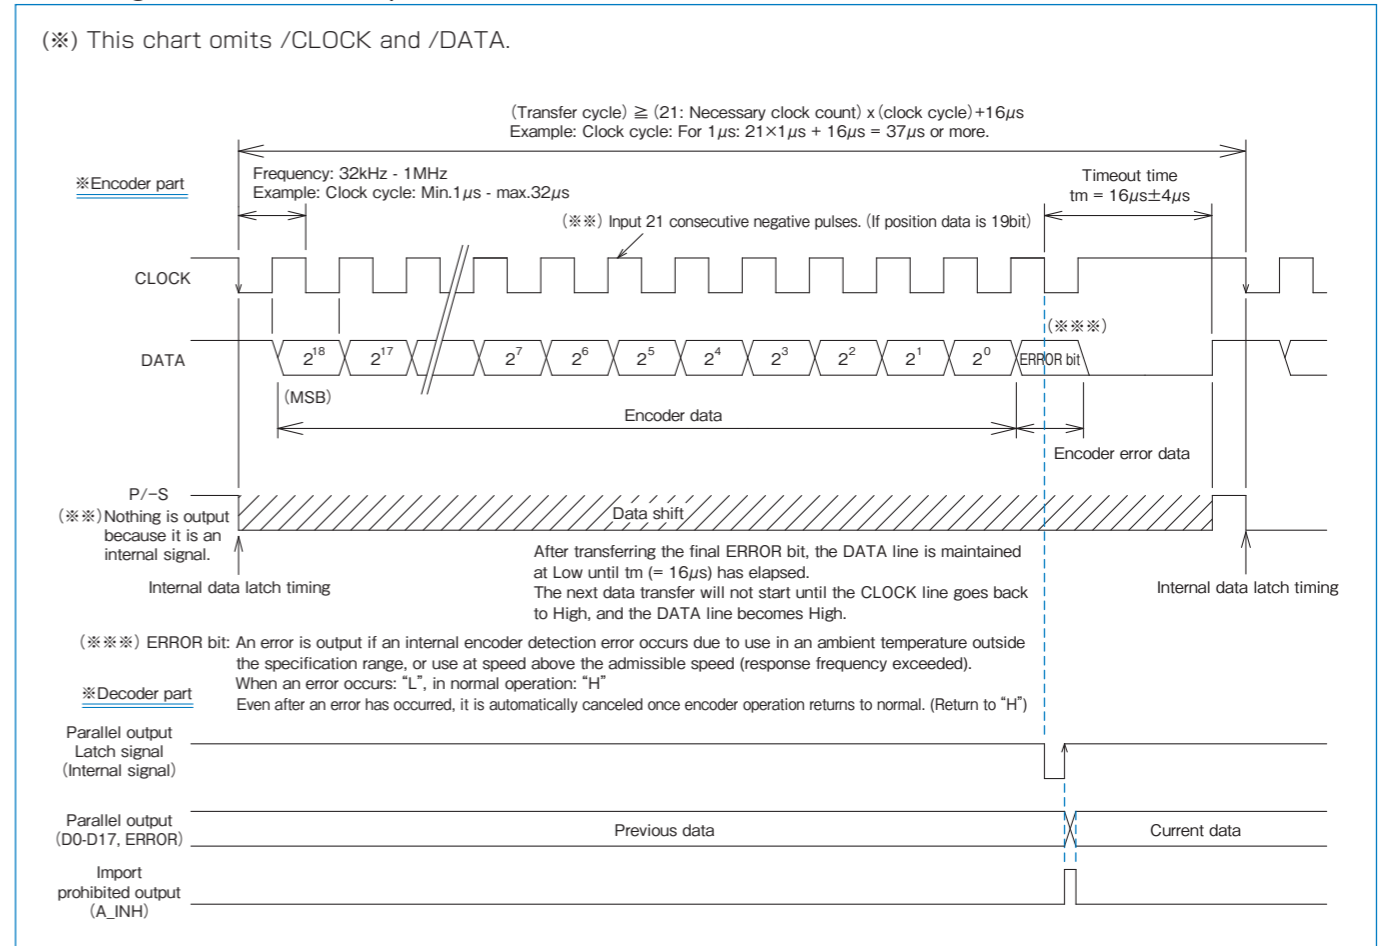 (※) This chart omits /CLOCK and /DATA.
(Transfer cycle) ≧ (21: Necessary clock count) x (clock cycle)+16μs
Example: Clock cycle: For 1μs: 21×1μs + 16μs = 37μs or more.
※Encoder part
Frequency: 32kHz - 1MHz
Example: Clock cycle: Min.1μs - max.32μs
Timeout time
tm = 16μs±4μs
(※※) Input 21 consecutive negative pulses. (If position data is 19bit)
CLOCK
(※※※)
DATA
2¹⁸ 2¹⁷ 2⁷ 2⁶ 2⁵ 2⁴ 2³ 2² 2¹ 2⁰ ERROR bit
(MSB)
Encoder data
Encoder error data
P/-S
(※※) Nothing is output
because it is an
internal signal.
Data shift
Internal data latch timing
After transferring the final ERROR bit, the DATA line is maintained
at Low until tm (= 16μs) has elapsed.
The next data transfer will not start until the CLOCK line goes back
to High, and the DATA line becomes High.
Internal data latch timing
(※※※) ERROR bit: An error is output if an internal encoder detection error occurs due to use in an ambient temperature outside
the specification range, or use at speed above the admissible speed (response frequency exceeded).
When an error occurs: “L”, in normal operation: “H”
Even after an error has occurred, it is automatically canceled once encoder operation returns to normal. (Return to “H”)
※Decoder part
Parallel output
Latch signal
(Internal signal)
Parallel output
(D0-D17, ERROR)
Previous data
Current data
Import
prohibited output
(A_INH)